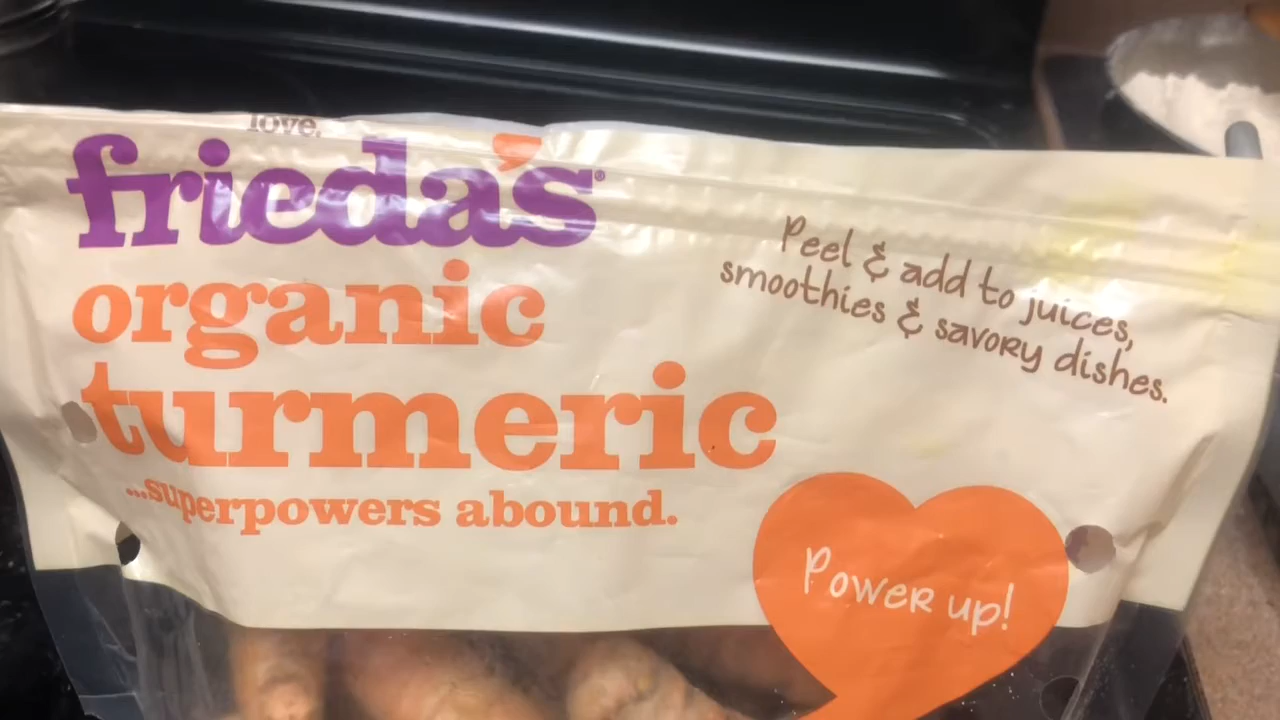 love.
frieda's®
organic
turmeric
...superpowers abound.
Peel & add to juices,
smoothies & savory dishes.
Power up!